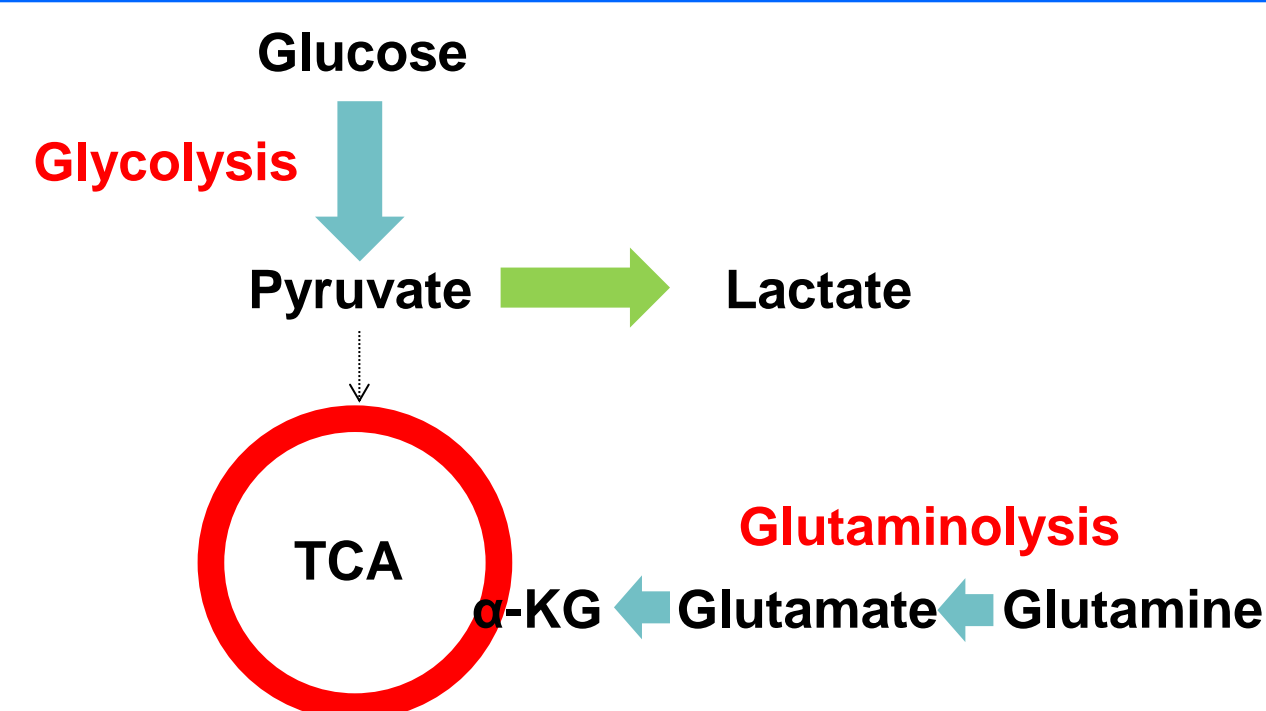 Glucose
Glycolysis
Pyruvate
Lactate
Glutaminolysis
TCA
α-KG
Glutamate
Glutamine